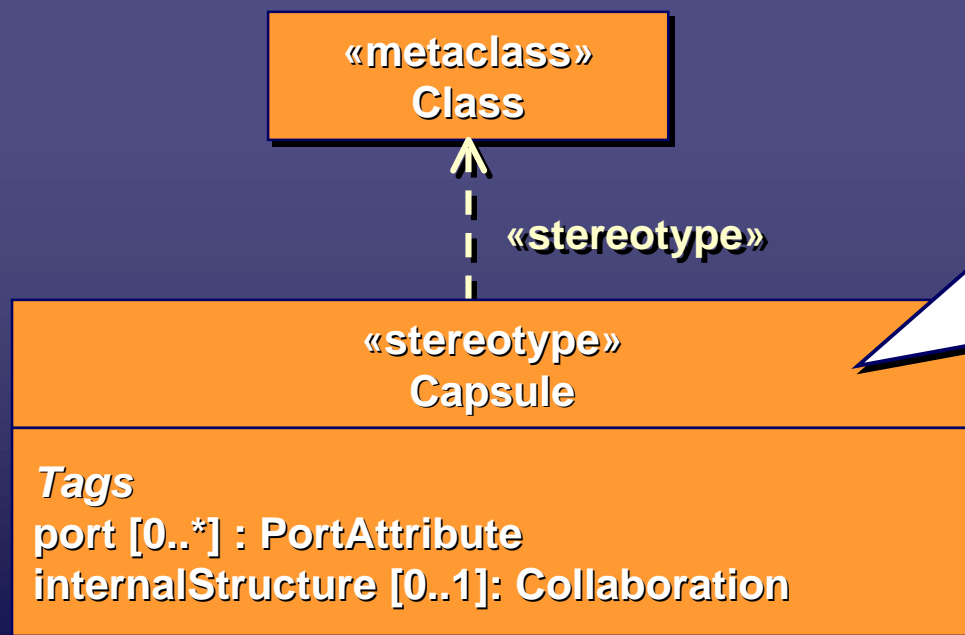 «metaclass»
Class
«stereotype»
«stereotype»
Capsule
Tags
port [0..*] : PortAttribute
internalStructure [0..1]: Collaboration